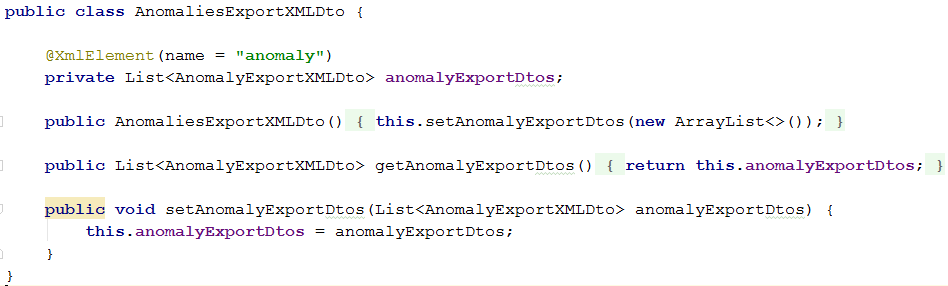 public class AnomaliesExportXMLDto {
@XmlElement(name = "anomaly")
private List<AnomalyExportXMLDto> anomalyExportDtos;
public AnomaliesExportXMLDto() { this.setAnomalyExportDtos(new ArrayList<>()); }
public List<AnomalyExportXMLDto> getAnomalyExportDtos() { return this.anomalyExportDtos; }
public void setAnomalyExportDtos(List<AnomalyExportXMLDto> anomalyExportDtos) {
this.anomalyExportDtos = anomalyExportDtos;
}
}